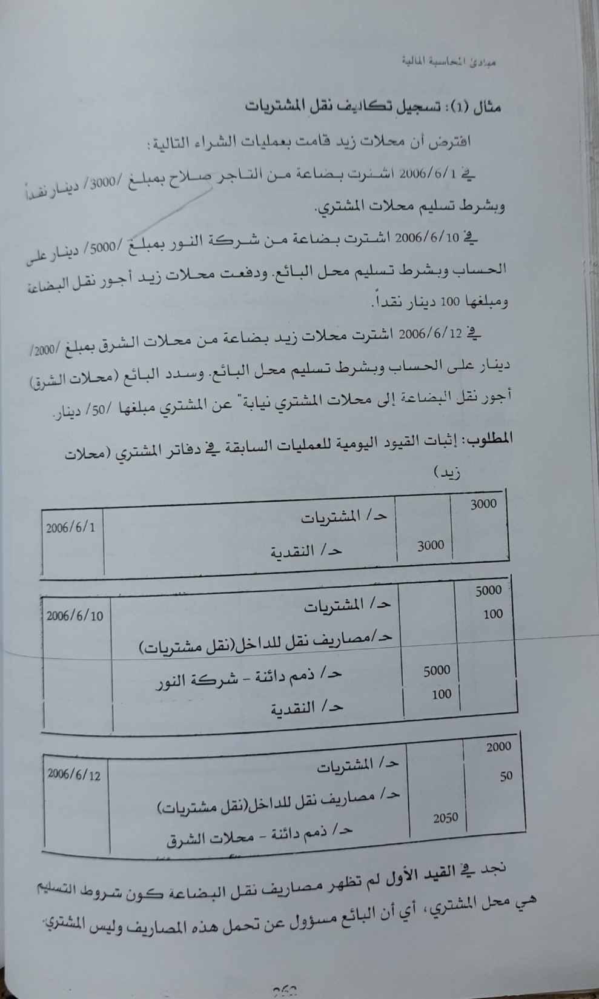 مبادئ المحاسبة المالية
مثال (1): تسجيل تكاليف نقل المشتريات
افترض أن محلات زيد قامت بعمليات الشراء التالية:
في 2006/6/1 اشترت بضاعة من التاجر صلاح بمبلغ /3000/ دينار نقداً
وبشرط تسليم محلات المشتري.
في 2006/6/10 اشترت بضاعة من شركة النور بمبلغ /5000/ دينار على
الحساب وبشرط تسليم محل البائع. ودفعت محلات زيد أجور نقل البضاعة
ومبلغها 100 دينار نقداً.
في 2006/6/12 اشترت محلات زيد بضاعة من محلات الشرق بمبلغ /2000/
دينار على الحساب وبشرط تسليم محل البائع. وسدد البائع (محلات الشرق)
أجور نقل البضاعة إلى محلات المشتري نيابة" عن المشتري مبلغها /50/ دينار.
المطلوب: إثبات القيود اليومية للعمليات السابقة في دفاتر المشتري (محلات
زيد)
3000 حـ/ المشتريات 2006/6/1
3000 حـ/ النقدية
5000 حـ/ المشتريات 2006/6/10
100 حـ/مصاريف نقل للداخل(نقل مشتريات)
5000 حـ/ ذمم دائنة - شركة النور
100 حـ/ النقدية
2000 حـ/ المشتريات 2006/6/12
50 حـ/ مصاريف نقل للداخل(نقل مشتريات)
2050 حـ/ ذمم دائنة - محلات الشرق
نجد في القيد الأول لم تظهر مصاريف نقل البضاعة كون شروط التسليم
هي محل المشتري، أي أن البائع مسؤول عن تحمل هذه المصاريف وليس المشتري.